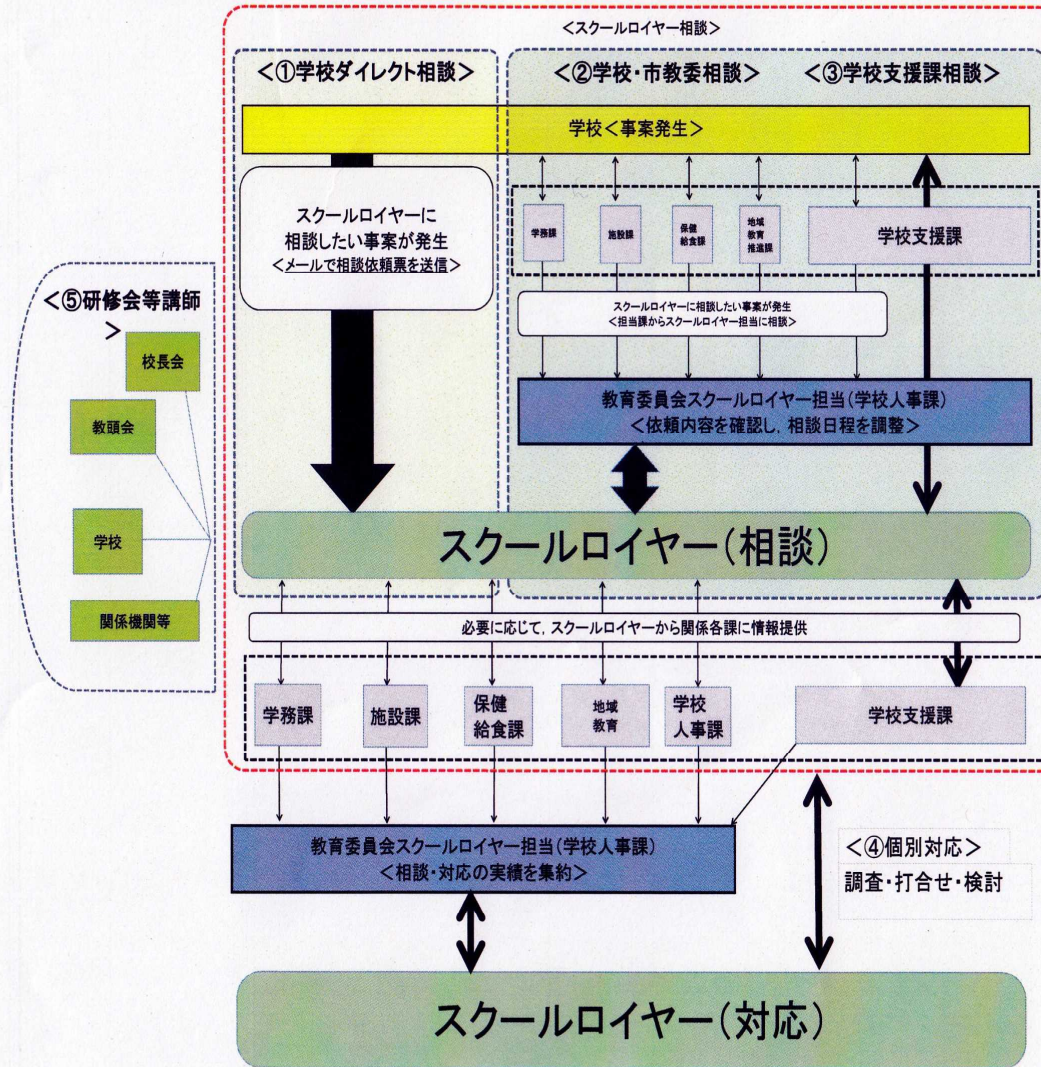 <スクールロイヤー相談>
<①学校ダイレクト相談>
<②学校・市教委相談>
<③学校支援課相談>
学校<事案発生>
スクールロイヤーに
相談したい事案が発生
<メールで相談依頼票を送信>
学務課
施設課
保健
給食課
地域
教育
推進課
学校支援課
スクールロイヤーに相談したい事案が発生
<担当課からスクールロイヤー担当に相談>
教育委員会スクールロイヤー担当(学校人事課)
<依頼内容を確認し,相談日程を調整>
<⑤研修会等講師
>
校長会
教頭会
学校
関係機関等
スクールロイヤー(相談)
必要に応じて,スクールロイヤーから関係各課に情報提供
学務課
施設課
保健
給食課
地域
教育
学校
人事課
学校支援課
教育委員会スクールロイヤー担当(学校人事課)
<相談・対応の実績を集約>
<④個別対応>
調査・打合せ・検討
スクールロイヤー(対応)